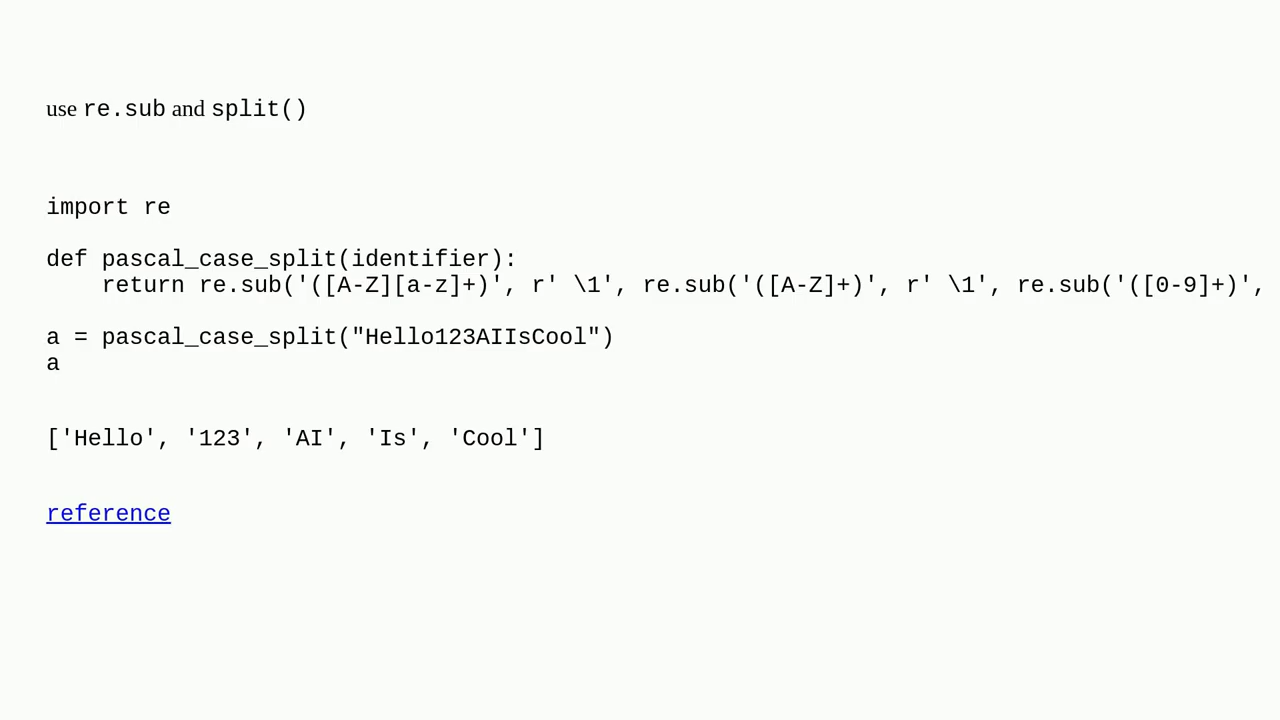 use re.sub and split()
import re
def pascal_case_split(identifier):
    return re.sub('([A-Z][a-z]+)', r' \1', re.sub('([A-Z]+)', r' \1', re.sub('([0-9]+)',
a = pascal_case_split("Hello123AIIsCool")
a
['Hello', '123', 'AI', 'Is', 'Cool']
reference